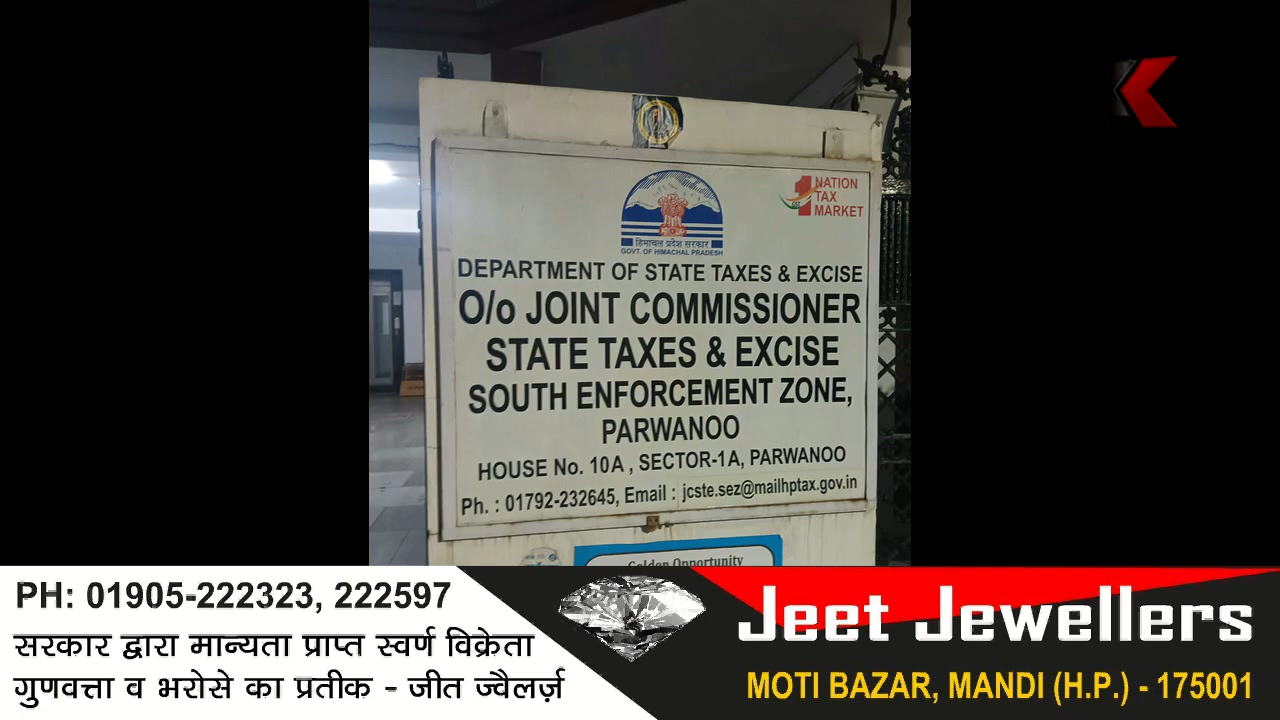 NATION
TAX
MARKET
हिमाचल प्रदेश सरकार
GOVT. OF HIMACHAL PRADESH
DEPARTMENT OF STATE TAXES & EXCISE
O/o JOINT COMMISSIONER
STATE TAXES & EXCISE
SOUTH ENFORCEMENT ZONE,
PARWANOO
HOUSE No. 10A , SECTOR-1A, PARWANOO
Ph. : 01792-232645, Email : jcste.sez@mailhptax.gov.in
Golden Opportunity
PH: 01905-222323, 222597
सरकार द्वारा मान्यता प्राप्त स्वर्ण विक्रेता
गुणवत्ता व भरोसे का प्रतीक - जीत ज्वैलर्ज़
Jeet Jewellers
MOTI BAZAR, MANDI (H.P.) - 175001